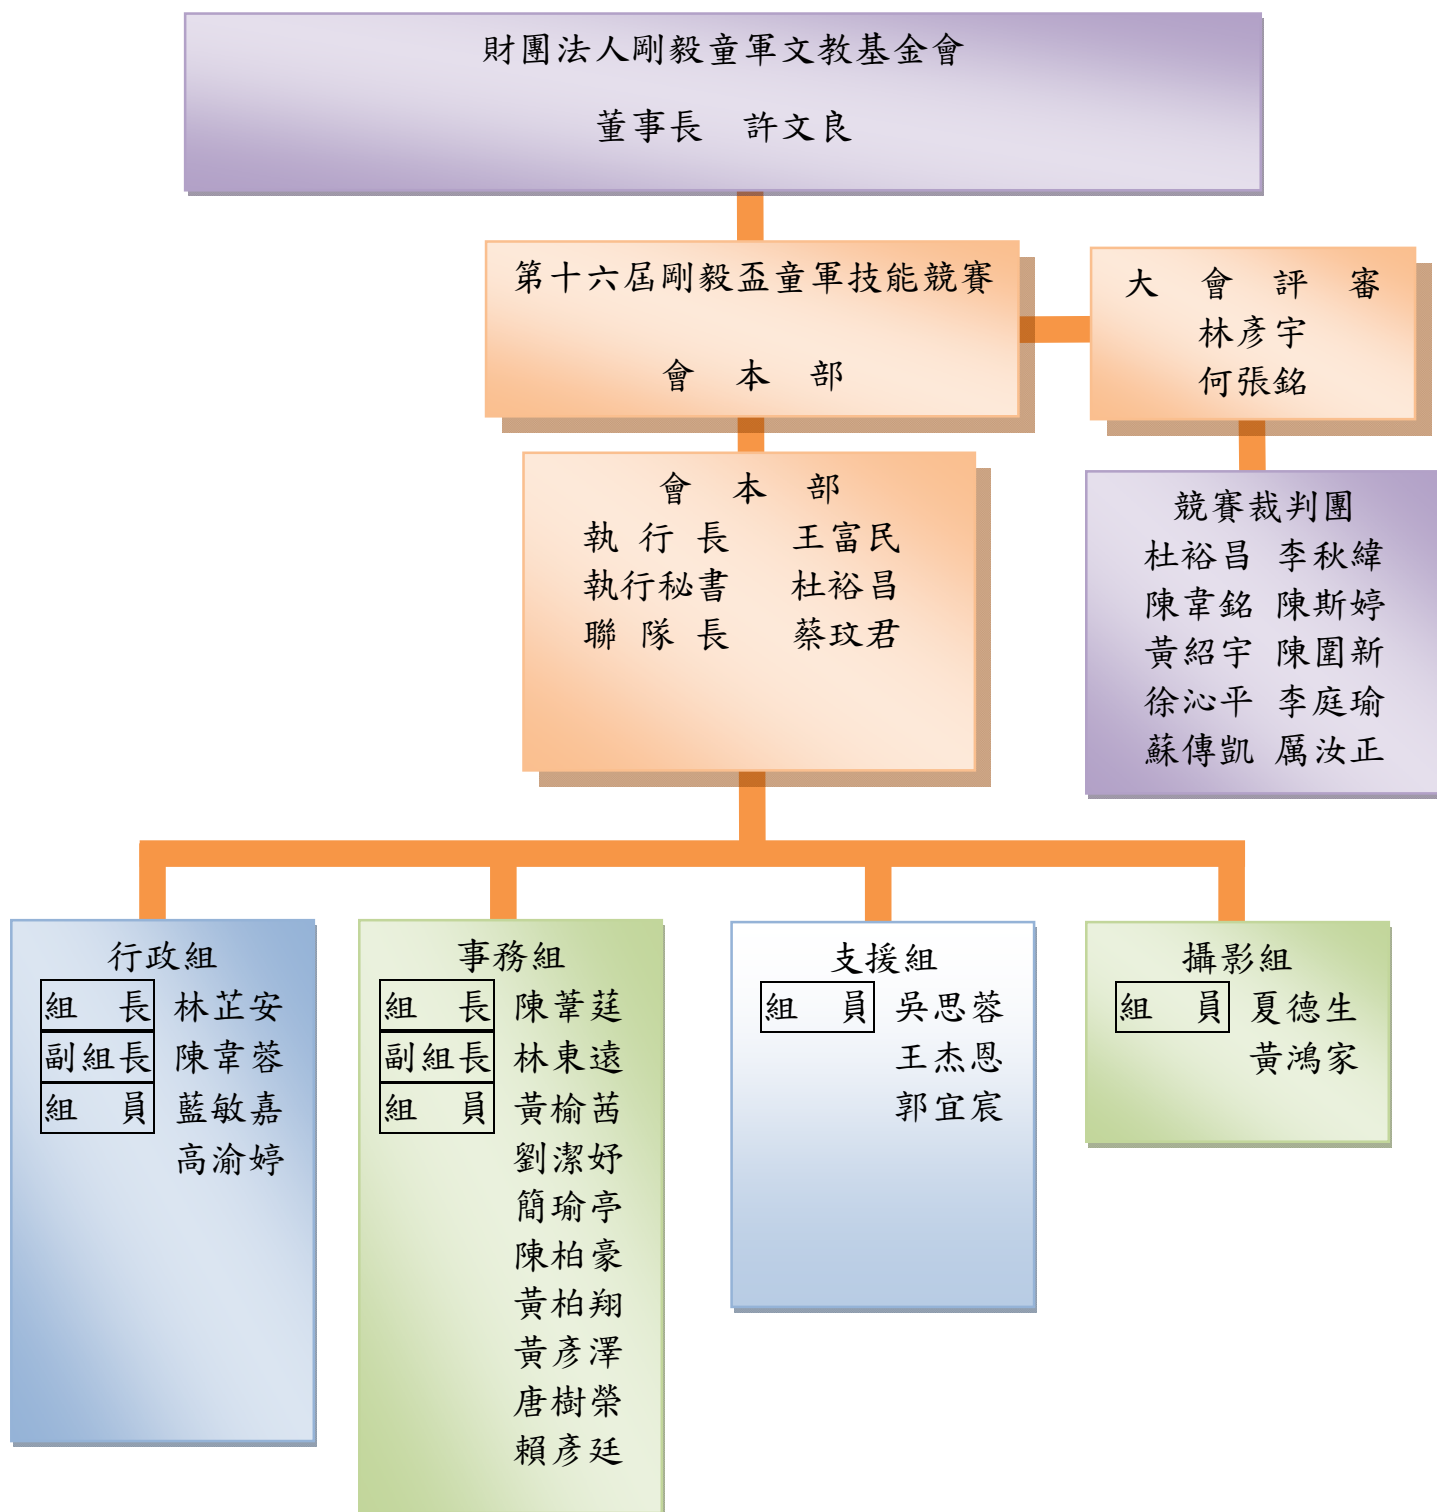 財團法人剛毅童軍文教基金會
董事長 許文良
第十六屆剛毅盃童軍技能競賽
會 本 部
大 會 評 審
林彥宇
何張銘
會 本 部
執 行 長 王富民
執行秘書 杜裕昌
聯 隊 長 蔡玟君
競賽裁判團
杜裕昌 李秋緯
陳韋銘 陳斯婷
黃紹宇 陳圍新
徐沁平 李庭瑜
蘇傳凱 厲汝正
行政組
組 長 林芷安
副組長 陳韋蓉
組 員 藍敏嘉
高渝婷
事務組
組 長 陳葦莛
副組長 林東遠
組 員 黃榆茜
劉潔妤
簡瑜亭
陳柏豪
黃柏翔
黃彥澤
唐樹榮
賴彥廷
支援組
組 員 吳思蓉
王杰恩
郭宜宸
攝影組
組 員 夏德生
黃鴻家